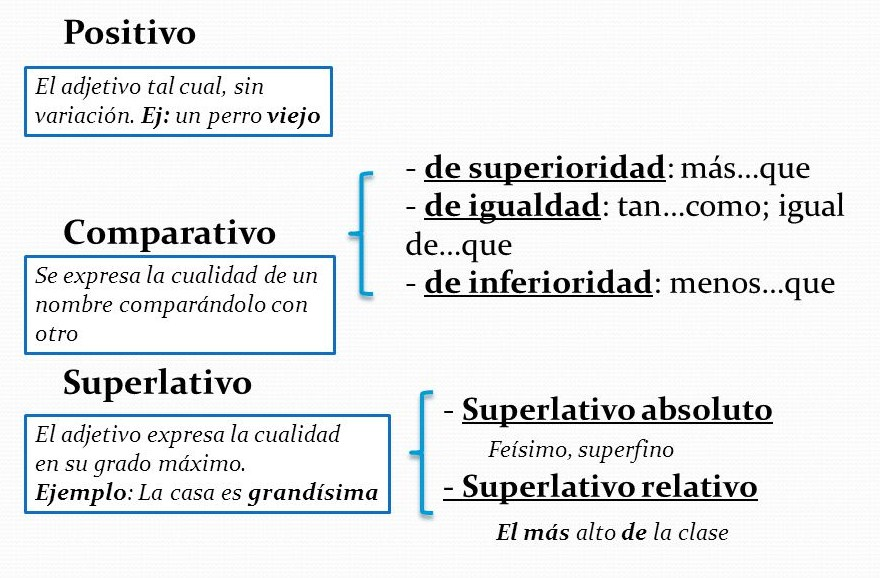 Positivo
El adjetivo tal cual, sin
variación. Ej: un perro viejo
Comparativo
Se expresa la cualidad de un
nombre comparándolo con
otro
- de superioridad: más...que
- de igualdad: tan...como; igual
de...que
- de inferioridad: menos...que
Superlativo
El adjetivo expresa la cualidad
en su grado máximo.
Ejemplo: La casa es grandísima
- Superlativo absoluto
Feísimo, superfino
- Superlativo relativo
El más alto de la clase